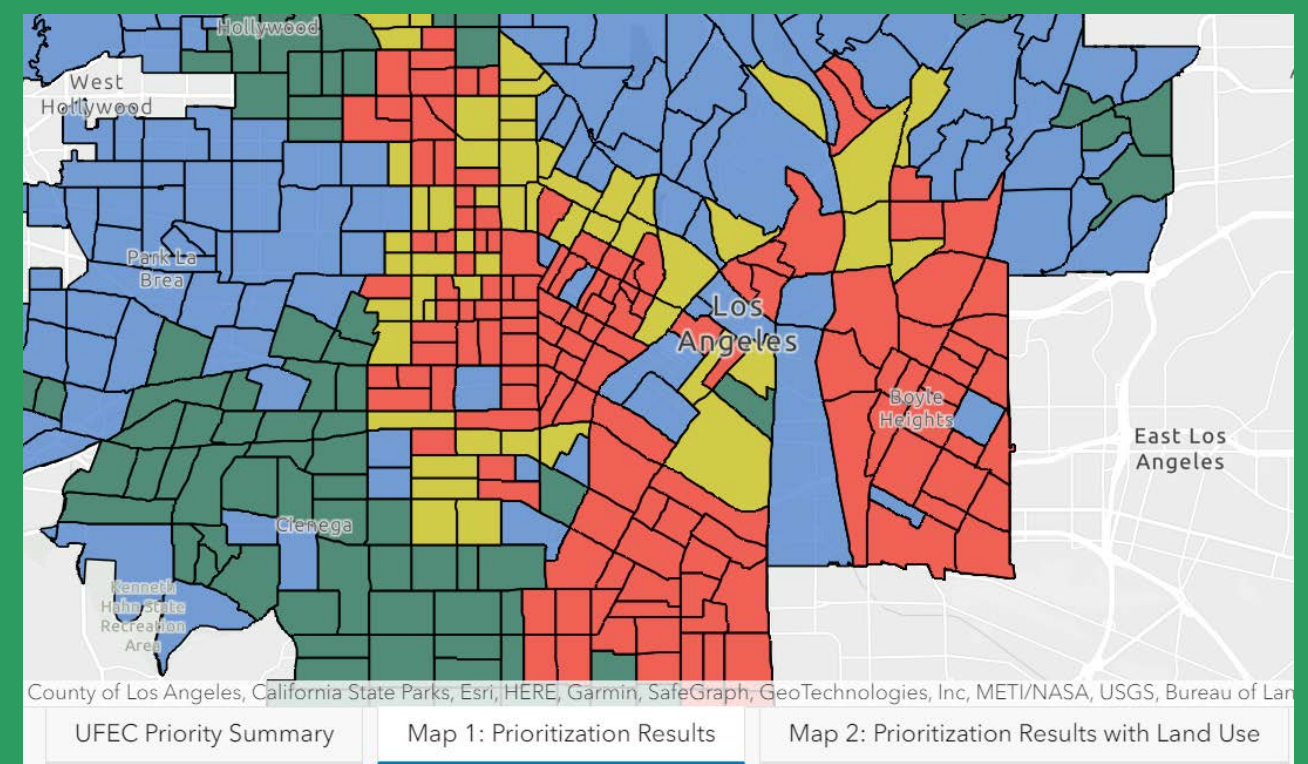 Hollywood
West
Hollywood
Park La
Brea
Los
Angeles
Boyle
Heights
East Los
Angeles
Cienega
Kenneth
Hahn State
Recreation
Area
County of Los Angeles, California State Parks, Esri, HERE, Garmin, SafeGraph, GeoTechnologies, Inc, METI/NASA, USGS, Bureau of
UFEC Priority Summary
Map 1: Prioritization Results
Map 2: Prioritization Results with Land Use